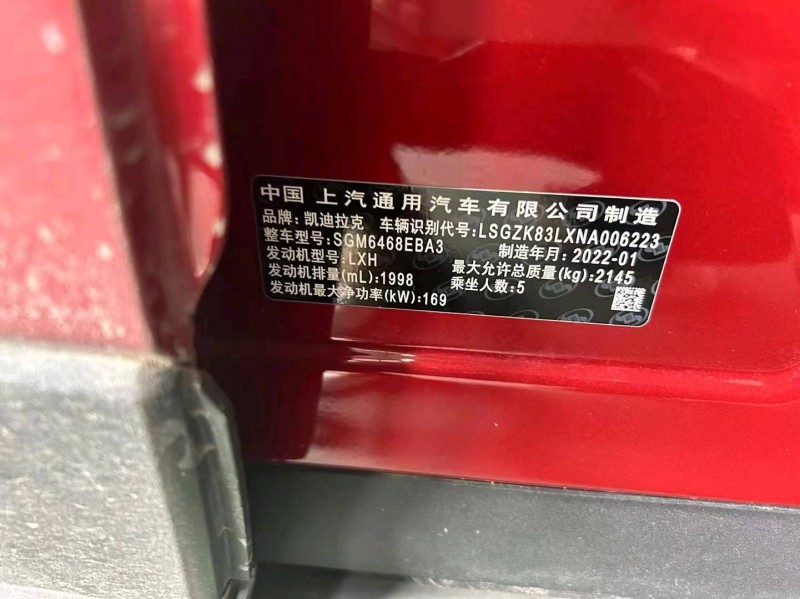 中国 上汽通用汽车有限公司制造
品牌:凯迪拉克 车辆识别代号:LSGZK83LXNA006223
整车型号:SGM6468EBA3 制造年月:2022-01
发动机型号:LXH 最大允许总质量(kg):2145
发动机排量(mL):1998 乘坐人数:5
发动机最大净功率(kW):169